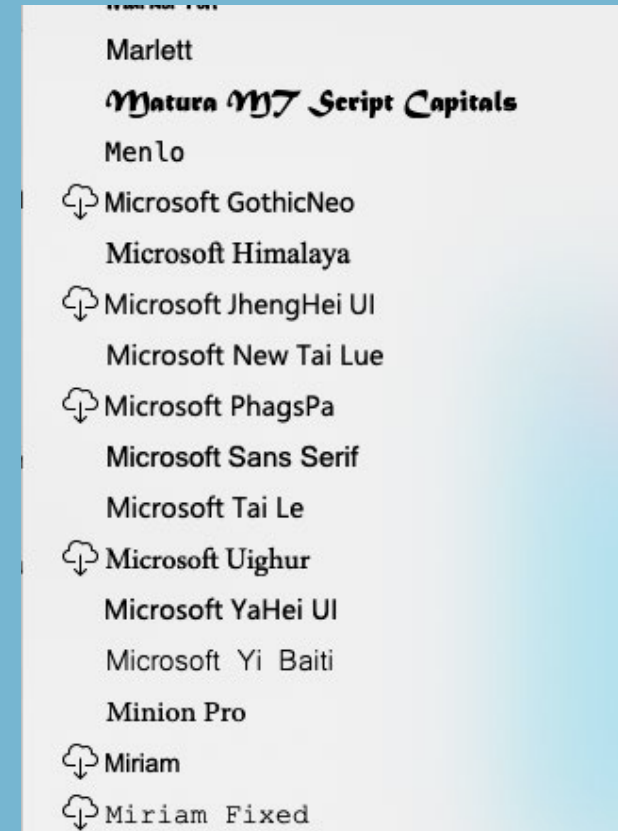 Marlett
Matura MT Script Capitals
Menlo
Microsoft GothicNeo
Microsoft Himalaya
Microsoft JhengHei UI
Microsoft New Tai Lue
Microsoft PhagsPa
Microsoft Sans Serif
Microsoft Tai Le
Microsoft Uighur
Microsoft YaHei UI
Microsoft Yi Baiti
Minion Pro
Miriam
Miriam Fixed